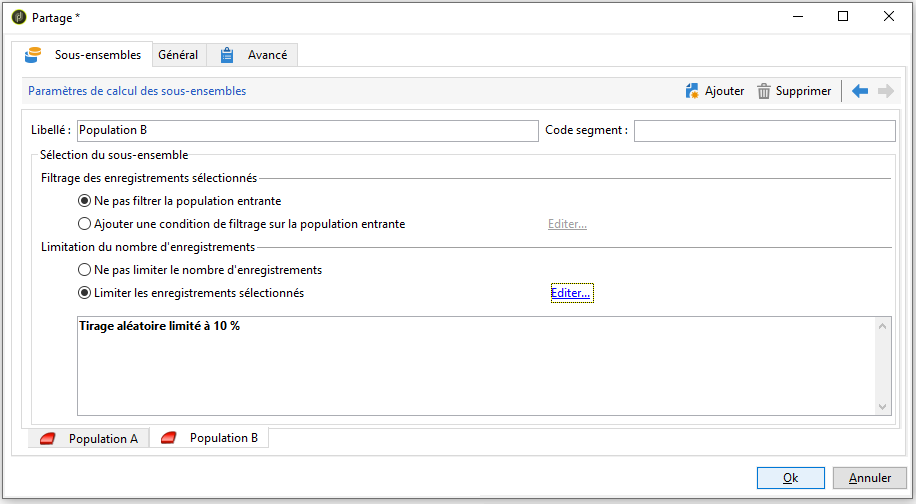 Partage *
Sous-ensembles Général Avancé
Paramètres de calcul des sous-ensembles Ajouter Supprimer
Libellé : Population B Code segment :
Sélection du sous-ensemble
Filtrage des enregistrements sélectionnés
Ne pas filtrer la population entrante
Ajouter une condition de filtrage sur la population entrante Editer...
Limitation du nombre d'enregistrements
Ne pas limiter le nombre d'enregistrements
Limiter les enregistrements sélectionnés Editer...
Tirage aléatoire limité à 10 %
Population A Population B
Ok Annuler